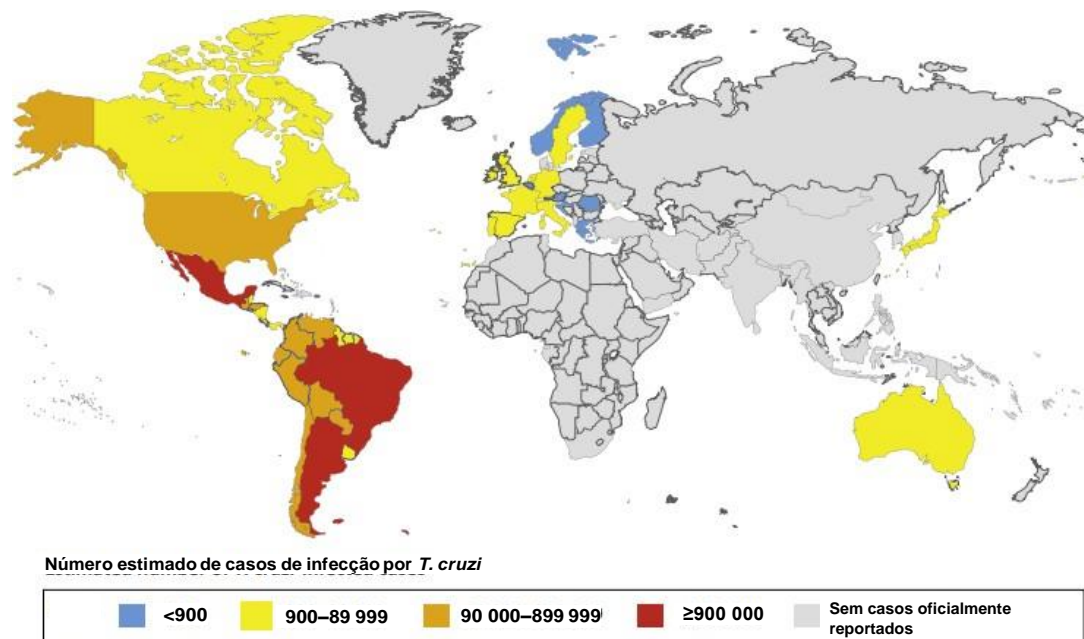 Número estimado de casos de infecção por T. cruzi
<900
900–89 999
90 000–899 999
≥900 000
Sem casos oficialmente
reportados